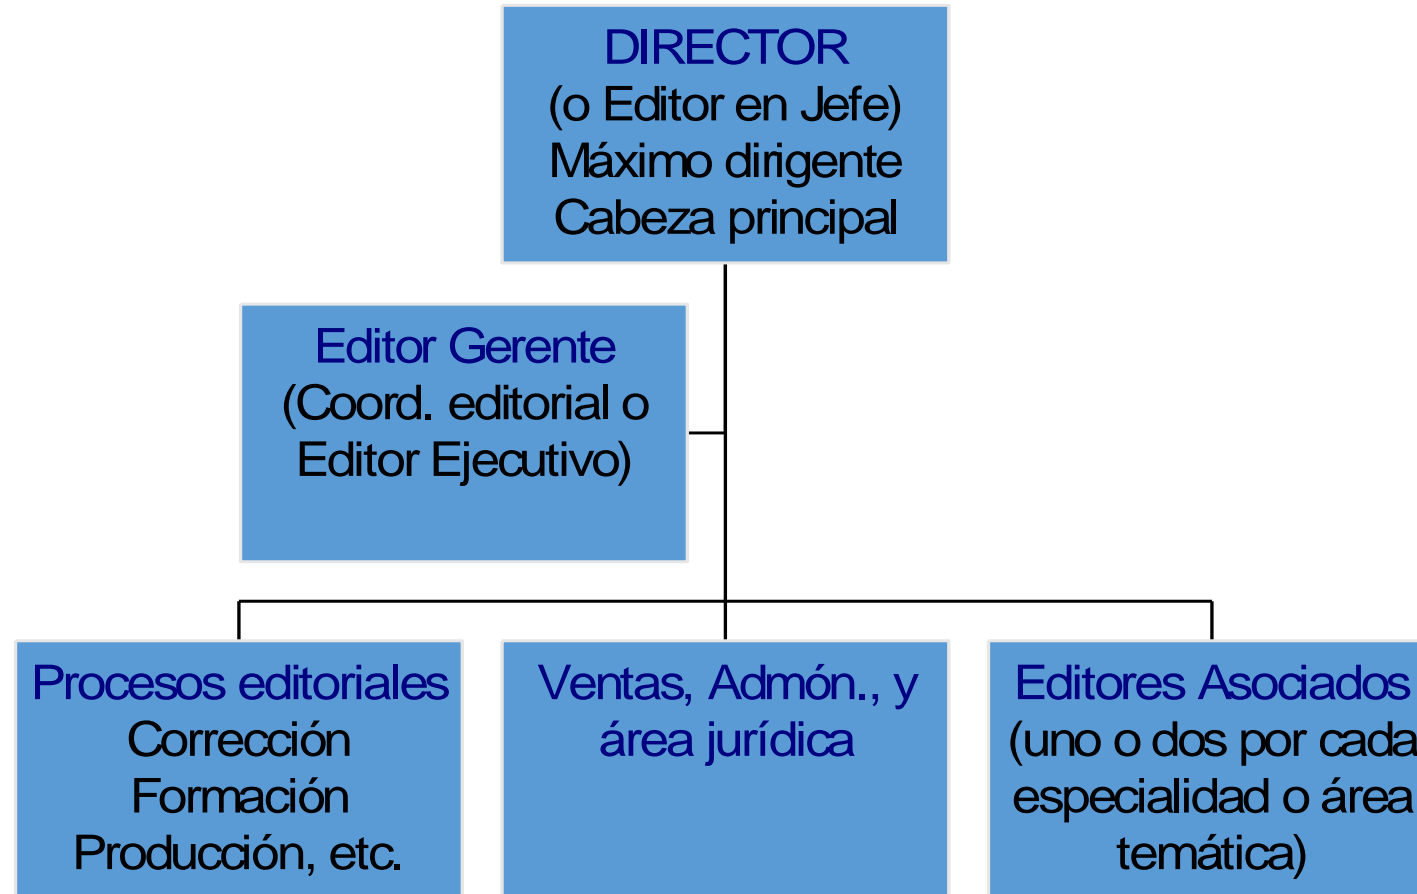 DIRECTOR
(o Editor en Jefe)
Máximo dirigente
Cabeza principal
Editor Gerente
(Coord. editorial o
Editor Ejecutivo)
Procesos editoriales
Corrección
Formación
Producción, etc.
Ventas, Admón., y
área jurídica
Editores Asociados
(uno o dos por cada
especialidad o área
temática)